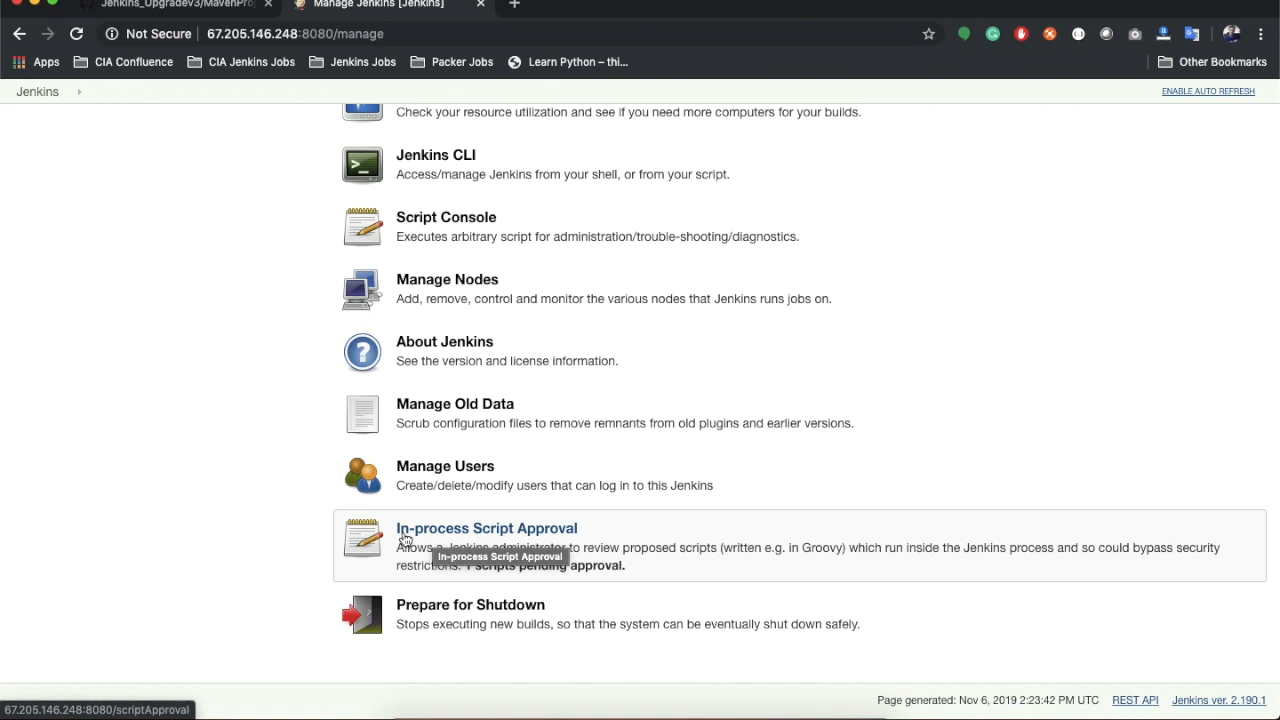 Jenkins_Upgradev3/MavenProj
Manage Jenkins [Jenkins]
Not Secure
67.205.146.248:8080/manage
Apps
CIA Confluence
CIA Jenkins Jobs
Jenkins Jobs
Packer Jobs
Learn Python – thi...
Other Bookmarks
Jenkins
ENABLE AUTO REFRESH
Check your resource utilization and see if you need more computers for your builds.
Jenkins CLI
Access/manage Jenkins from your shell, or from your script.
Script Console
Executes arbitrary script for administration/trouble-shooting/diagnostics.
Manage Nodes
Add, remove, control and monitor the various nodes that Jenkins runs jobs on.
About Jenkins
See the version and license information.
Manage Old Data
Scrub configuration files to remove remnants from old plugins and earlier versions.
Manage Users
Create/delete/modify users that can log in to this Jenkins
In-process Script Approval
Allows a Jenkins administrator to review proposed scripts (written e.g. in Groovy) which run inside the Jenkins process and so could bypass security
In-process Script Approval
restrictions. 1 scripts pending approval.
Prepare for Shutdown
Stops executing new builds, so that the system can be eventually shut down safely.
Page generated: Nov 6, 2019 2:23:42 PM UTC
REST API
Jenkins ver. 2.190.1
67.205.146.248:8080/scriptApproval